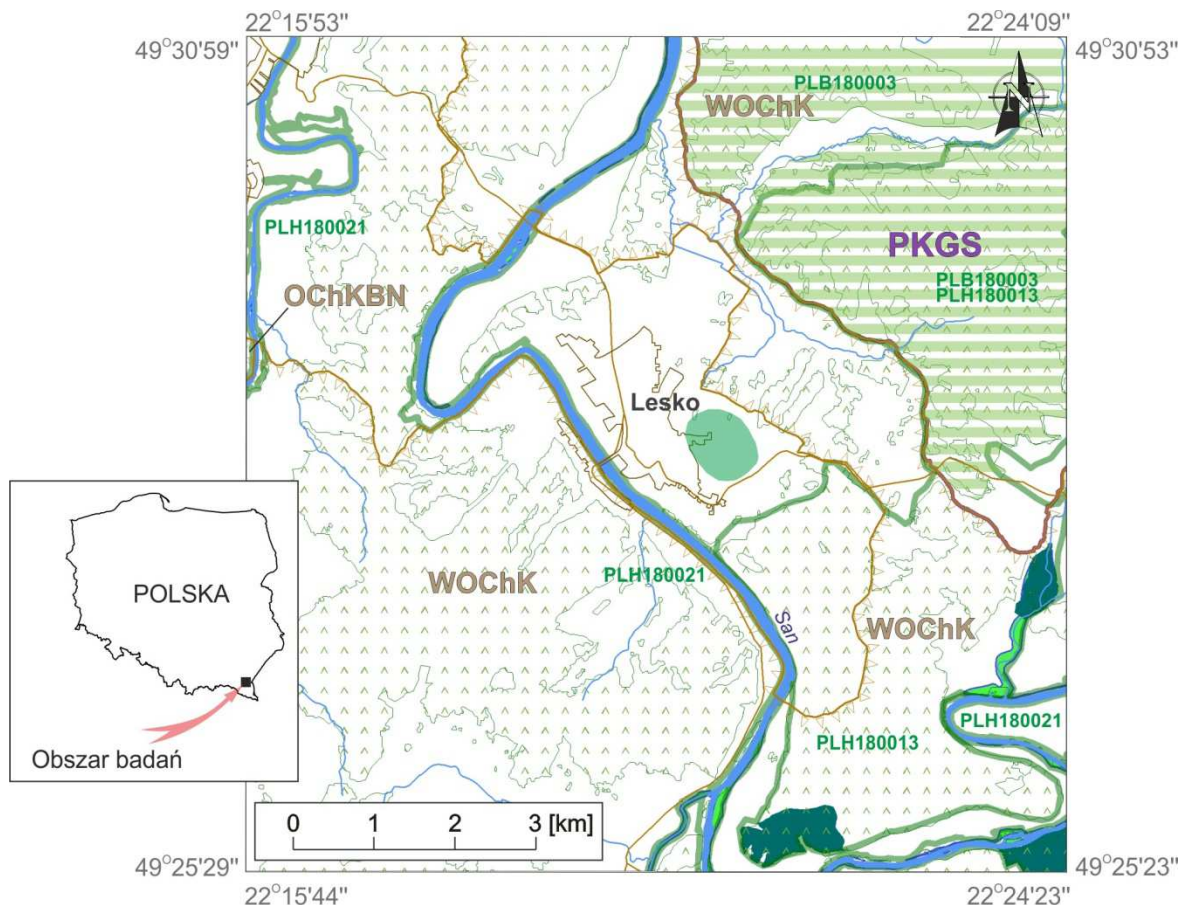 22°15'53"
22°24'09"
49°30'59"
49°30'53"
PLB180003
WOChK
N
PLH180021
PKGS
PLB180003
PLH180013
OChKBN
Lesko
POLSKA
WOChK
PLH180021
San
WOChK
PLH180021
PLH180013
Obszar badań
0 1 2 3 [km]
49°25'29"
49°25'23"
22°15'44"
22°24'23"